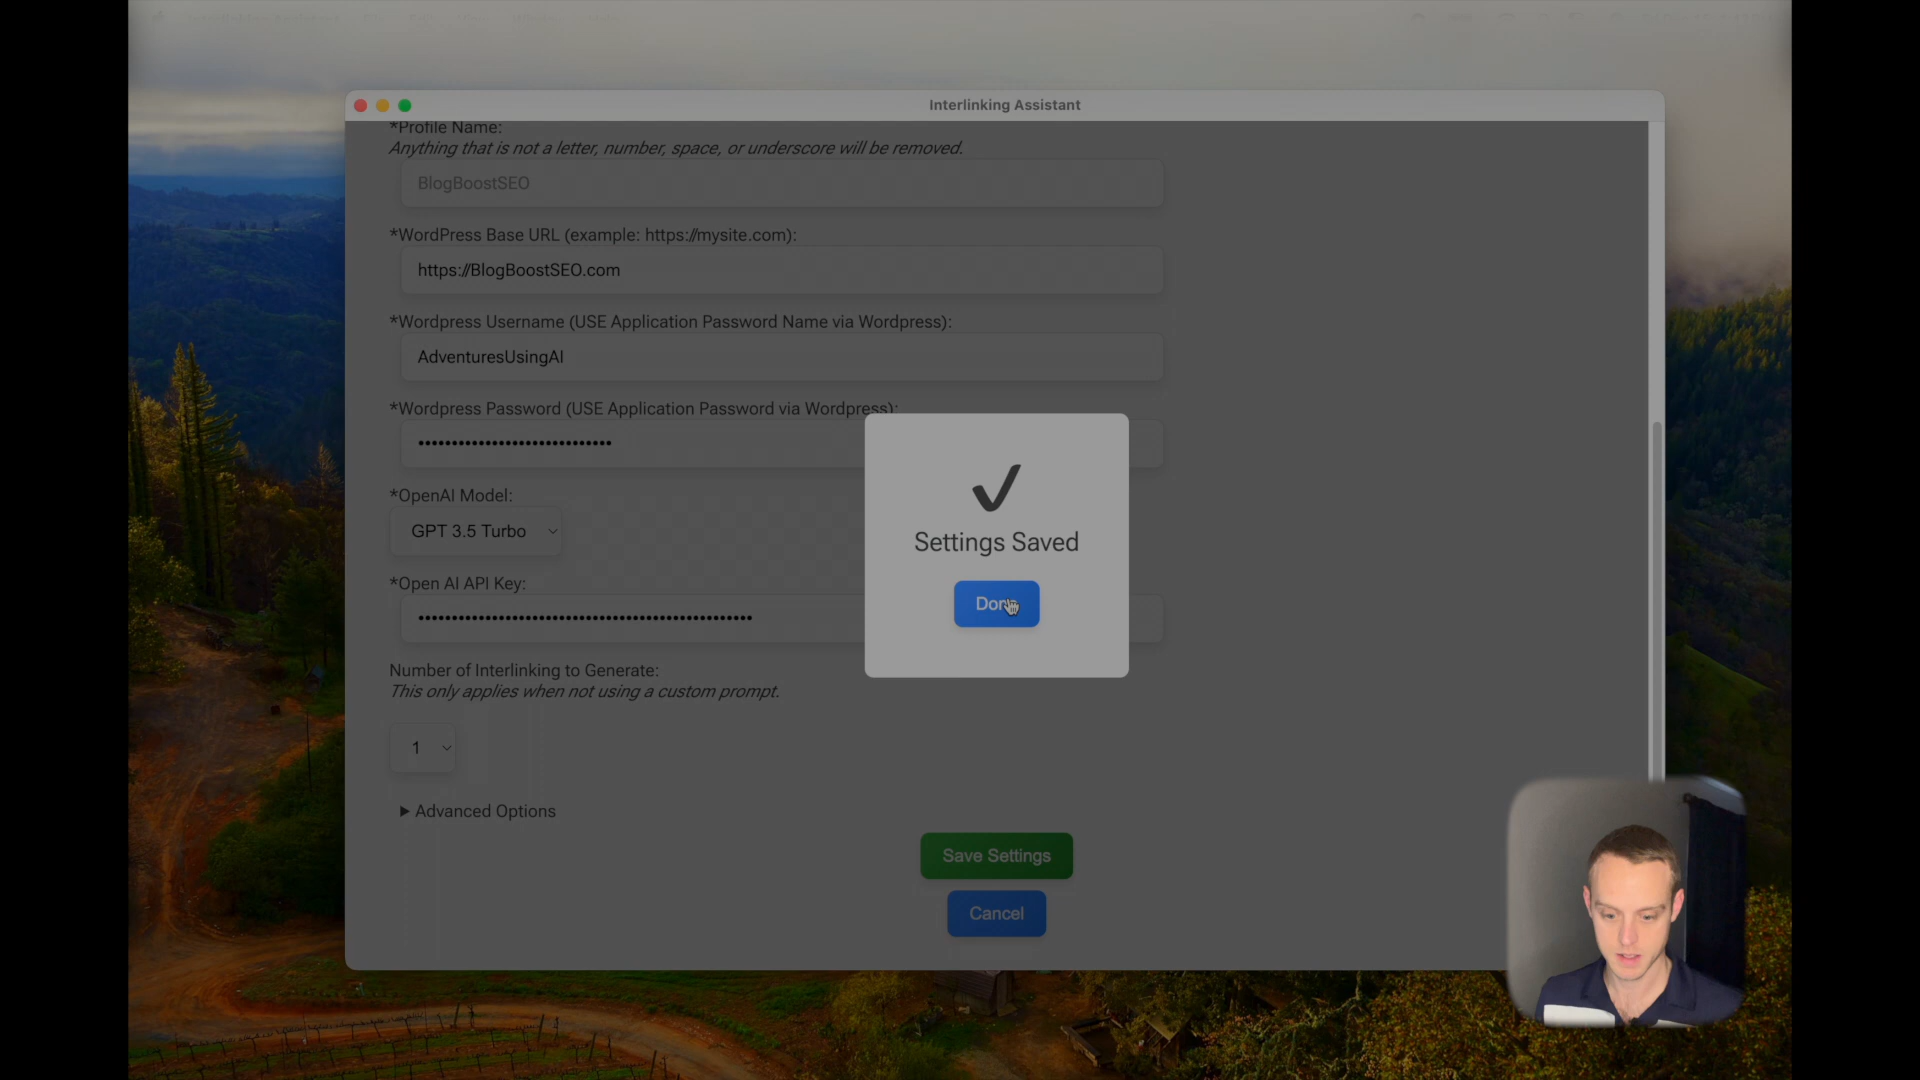 Interlinking Assistant
*Profile Name:
Anything that is not a letter, number, space, or underscore will be removed.
BlogBoostSEO
*WordPress Base URL (example: https://mysite.com):
https://BlogBoostSEO.com
*Wordpress Username (USE Application Password Name via Wordpress):
AdventuresUsingAI
*Wordpress Password (USE Application Password via Wordpress):
*OpenAI Model:
GPT 3.5 Turbo
*Open AI API Key:
Number of Interlinking to Generate:
This only applies when not using a custom prompt.
1
Advanced Options
Settings Saved
Done
Save Settings
Cancel